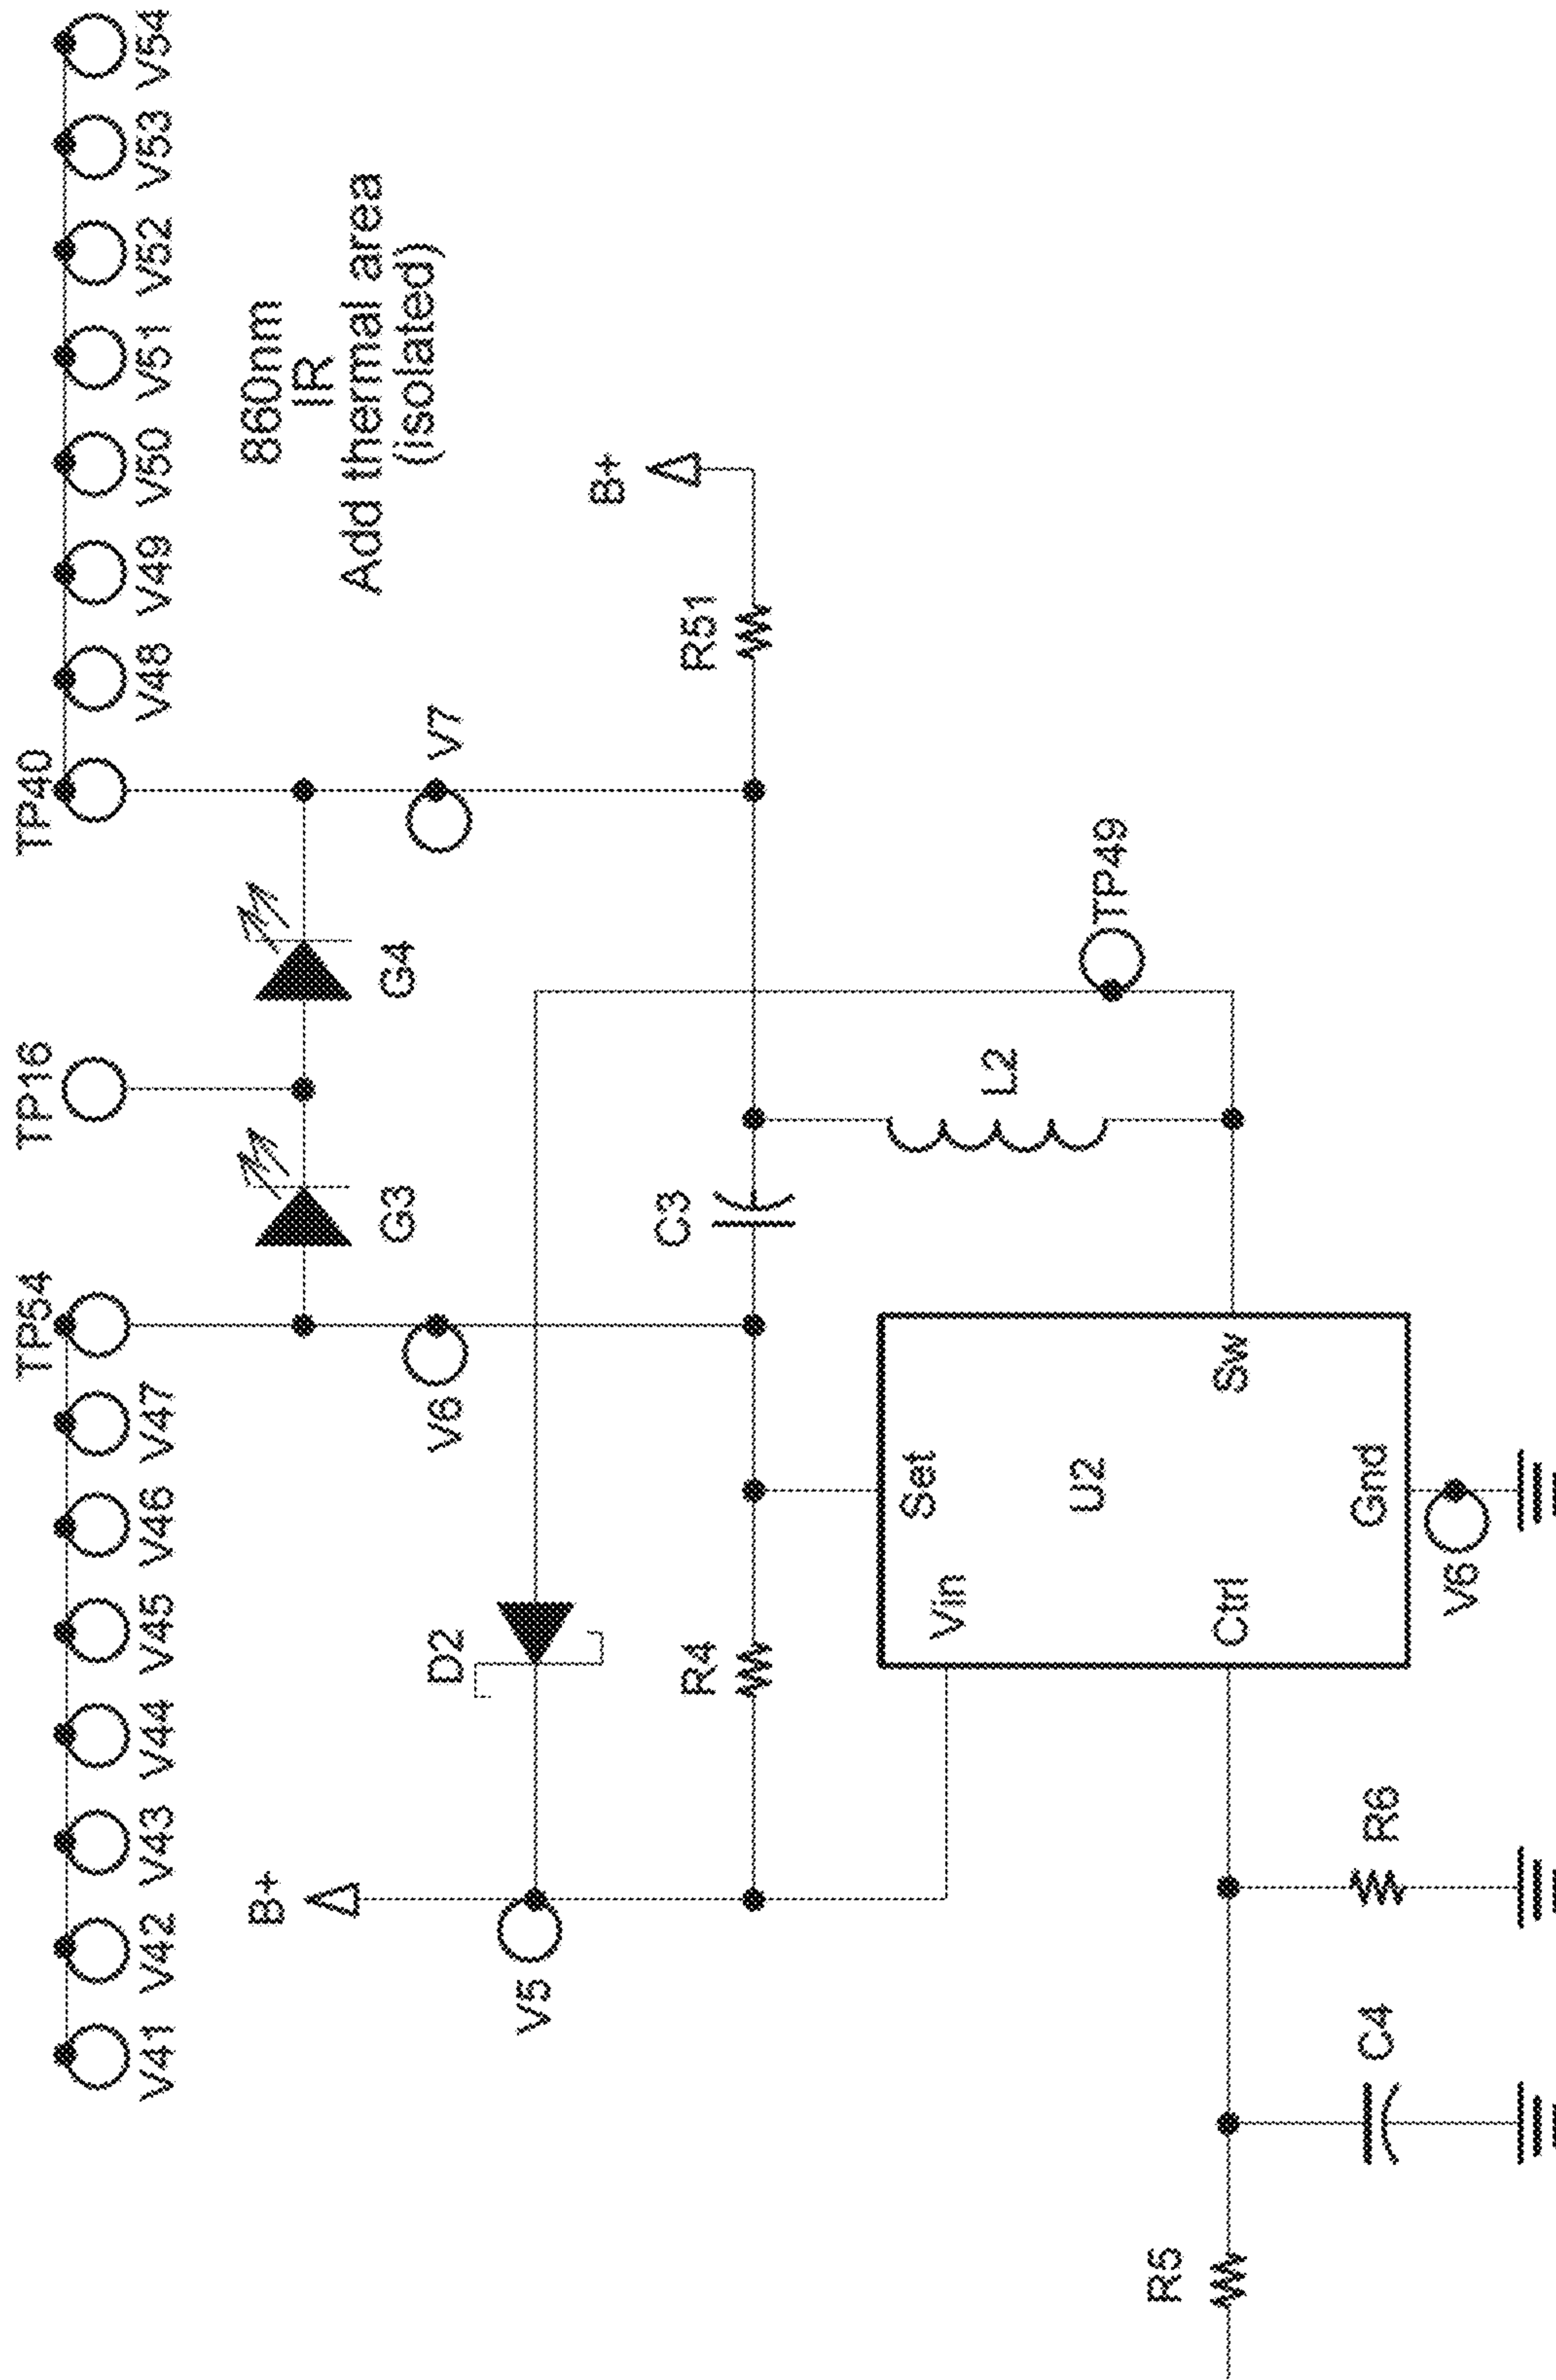 TP54
TP16
TP40
V41
V42
V43
V44
V45
V46
V47
V48
V49
V50
V51
V52
V53
V54
G3
G4
860nm
IR
Add thermal area
(isolated)
B+
V6
V7
D2
V5
B+
R4
C3
R51
Vin
Set
U2
L2
TP49
Ctrl
Sw
Gnd
R5
C4
R6
V6